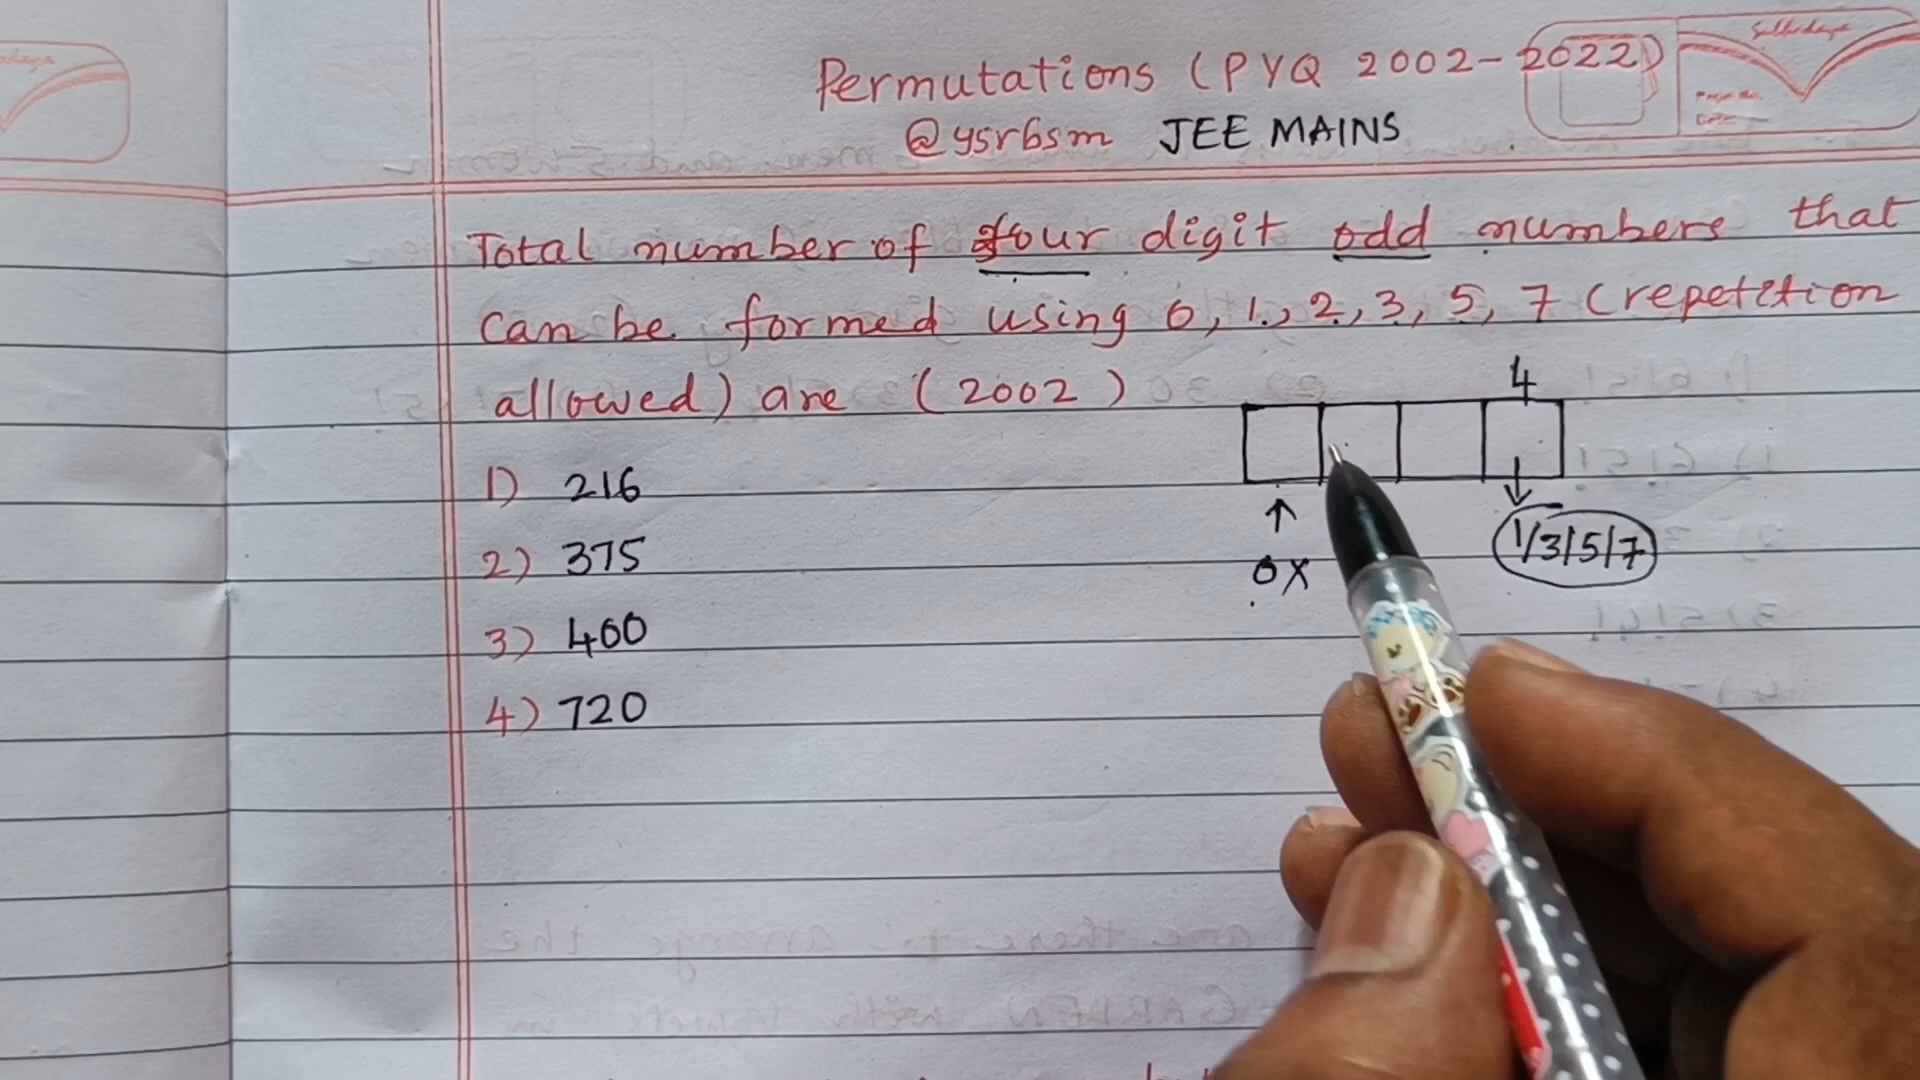 Permutations (PYQ 2002-2022)
@ysrbsm JEE MAINS
Total number of four digit odd numbers that
can be formed using 0, 1, 2, 3, 5, 7 (repetition
allowed) are (2002)
4
1) 216
0x
1/3/5/7
2) 375
3) 400
4) 720